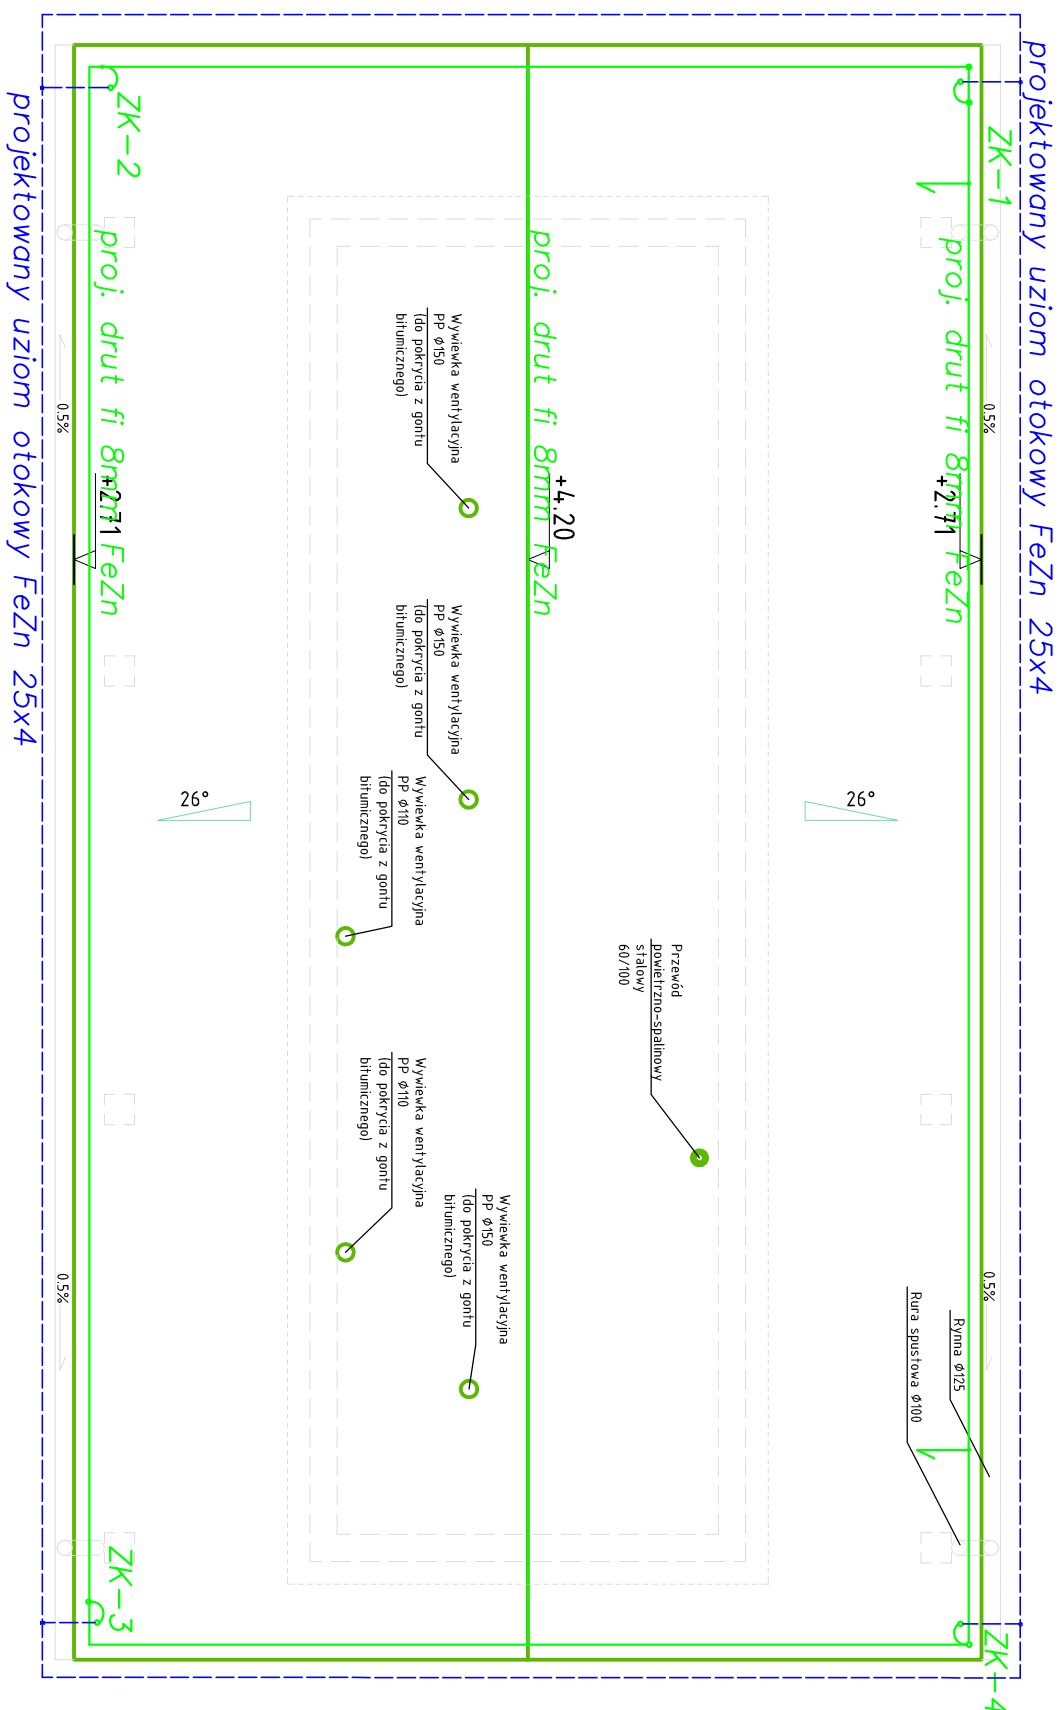 projektowany uziom otokowy FeZn 25x4
ZK-1
proj. drut fi 8mm FeZn
+2.71
0.5%
0.5%
Rynna ϕ125
Rura spustowa ϕ100
ZK-4
26°
Przewód
powietrzno-spalinowy
stalowy
60/100
proj. drut fi 8mm FeZn
+4.20
Wywiewka wentylacyjna
PP ϕ150
(do pokrycia z gontu
bitumicznego)
Wywiewka wentylacyjna
PP ϕ150
(do pokrycia z gontu
bitumicznego)
Wywiewka wentylacyjna
PP ϕ110
(do pokrycia z gontu
bitumicznego)
Wywiewka wentylacyjna
PP ϕ110
(do pokrycia z gontu
bitumicznego)
Wywiewka wentylacyjna
PP ϕ150
(do pokrycia z gontu
bitumicznego)
26°
ZK-2
proj. drut fi 8mm FeZn
+2.71
ZK-3
0.5%
0.5%
projektowany uziom otokowy FeZn 25x4